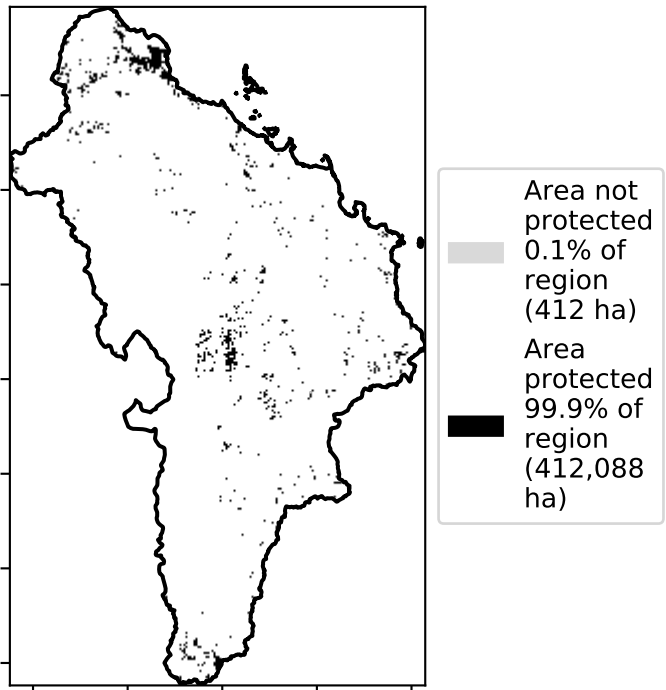 Area not
protected
0.1% of
region
(412 ha)
Area
protected
99.9% of
region
(412,088
ha)